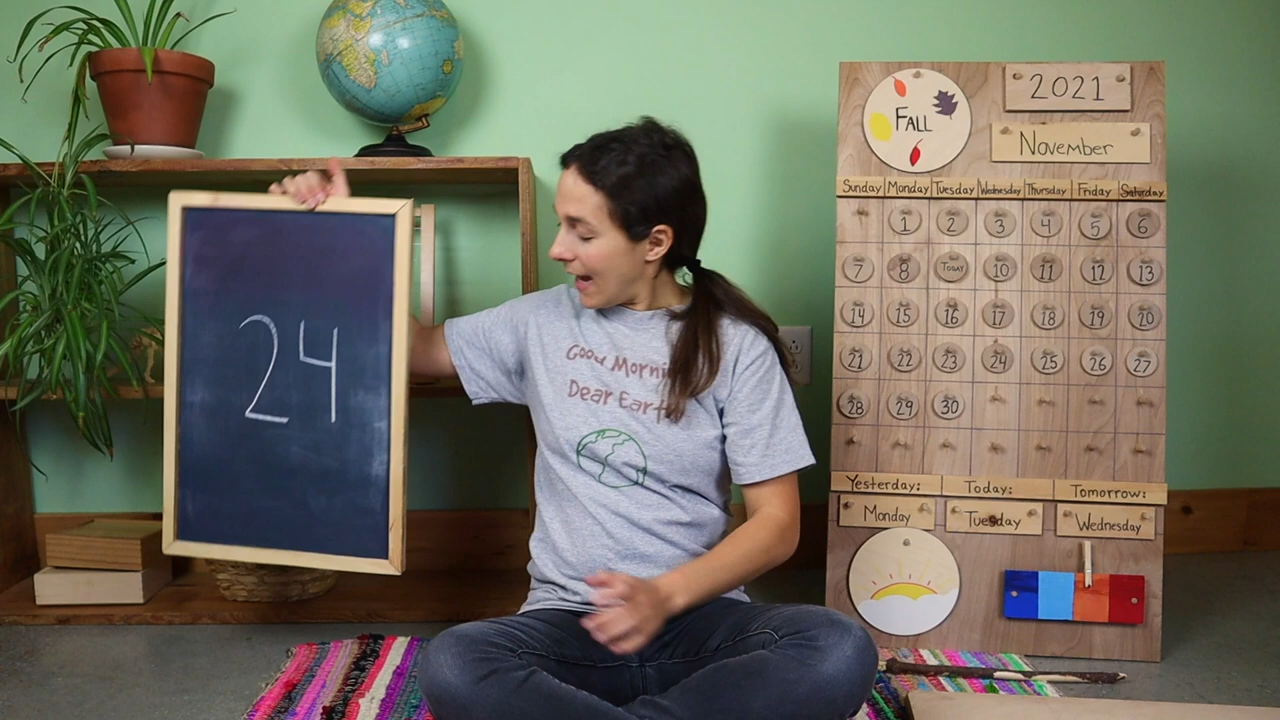 24
Good Morni
Dear Eart
FALL
2021
November
Sunday Monday Tuesday Wednesday Thursday Friday Saturday
1 2 3 4 5 6
7 8 TODAY 10 11 12 13
14 15 16 17 18 19 20
21 22 23 24 25 26 27
28 29 30
Yesterday: Today: Tomorrow:
Monday Tuesday Wednesday